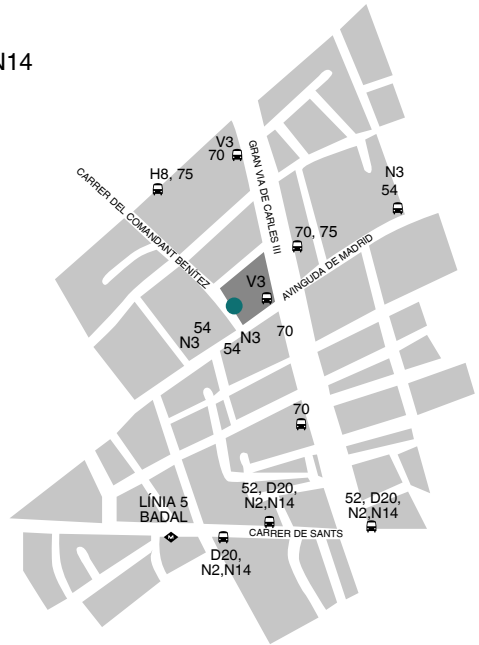 N14
V3
70
H8, 75
GRAN VIA DE CARLES III
N3
54
CARRER DEL COMANDANT BENÍTEZ
70, 75
AVINGUDA DE MADRID
V3
54
N3
N3
54
70
70
52, D20,
N2,N14
52, D20,
N2,N14
LÍNIA 5
BADAL
CARRER DE SANTS
D20,
N2,N14